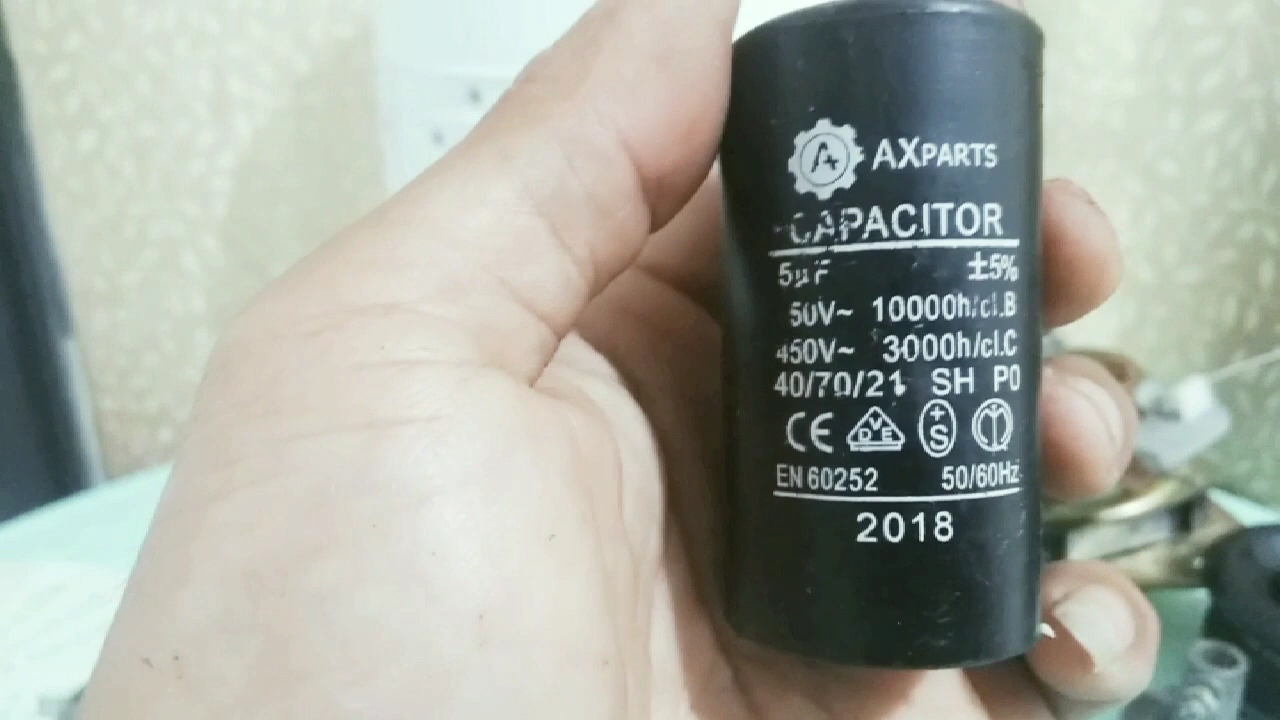 A+ AXPARTS
CAPACITOR
5µF ±5%
50V~ 10000h/cl.B
450V~ 3000h/cl.C
40/70/21 SH P0
CE VDE +S
EN 60252 50/60Hz
2018